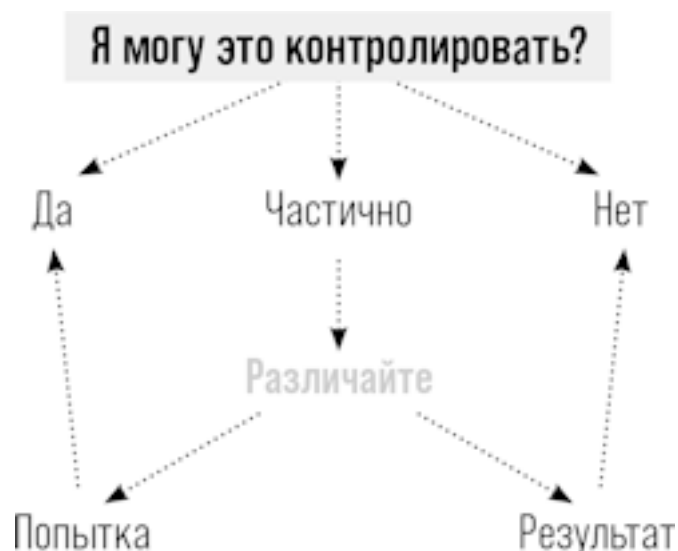 Я могу это контролировать?
Да
Частично
Нет
Различайте
Попытка
Результат